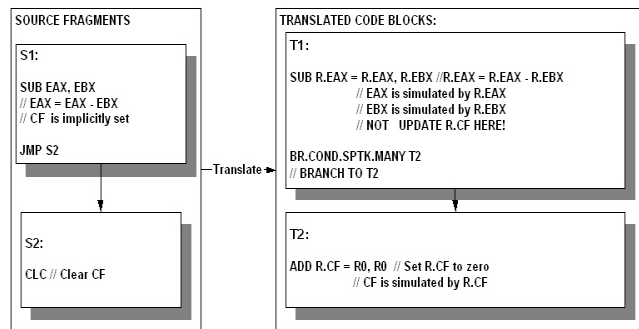 SOURCE FRAGMENTS
S1:
SUB EAX, EBX
// EAX = EAX - EBX
// CF is implicitly set
JMP S2
S2:
CLC // Clear CF
Translate
TRANSLATED CODE BLOCKS:
T1:
SUB R.EAX = R.EAX, R.EBX //R.EAX = R.EAX - R.EBX
// EAX is simulated by R.EAX
// EBX is simulated by R.EBX
// NOT UPDATE R.CF HERE!
BR.COND.SPTK.MANY T2
// BRANCH TO T2
T2:
ADD R.CF = R0, R0 // Set R.CF to zero
// CF is simulated by R.CF